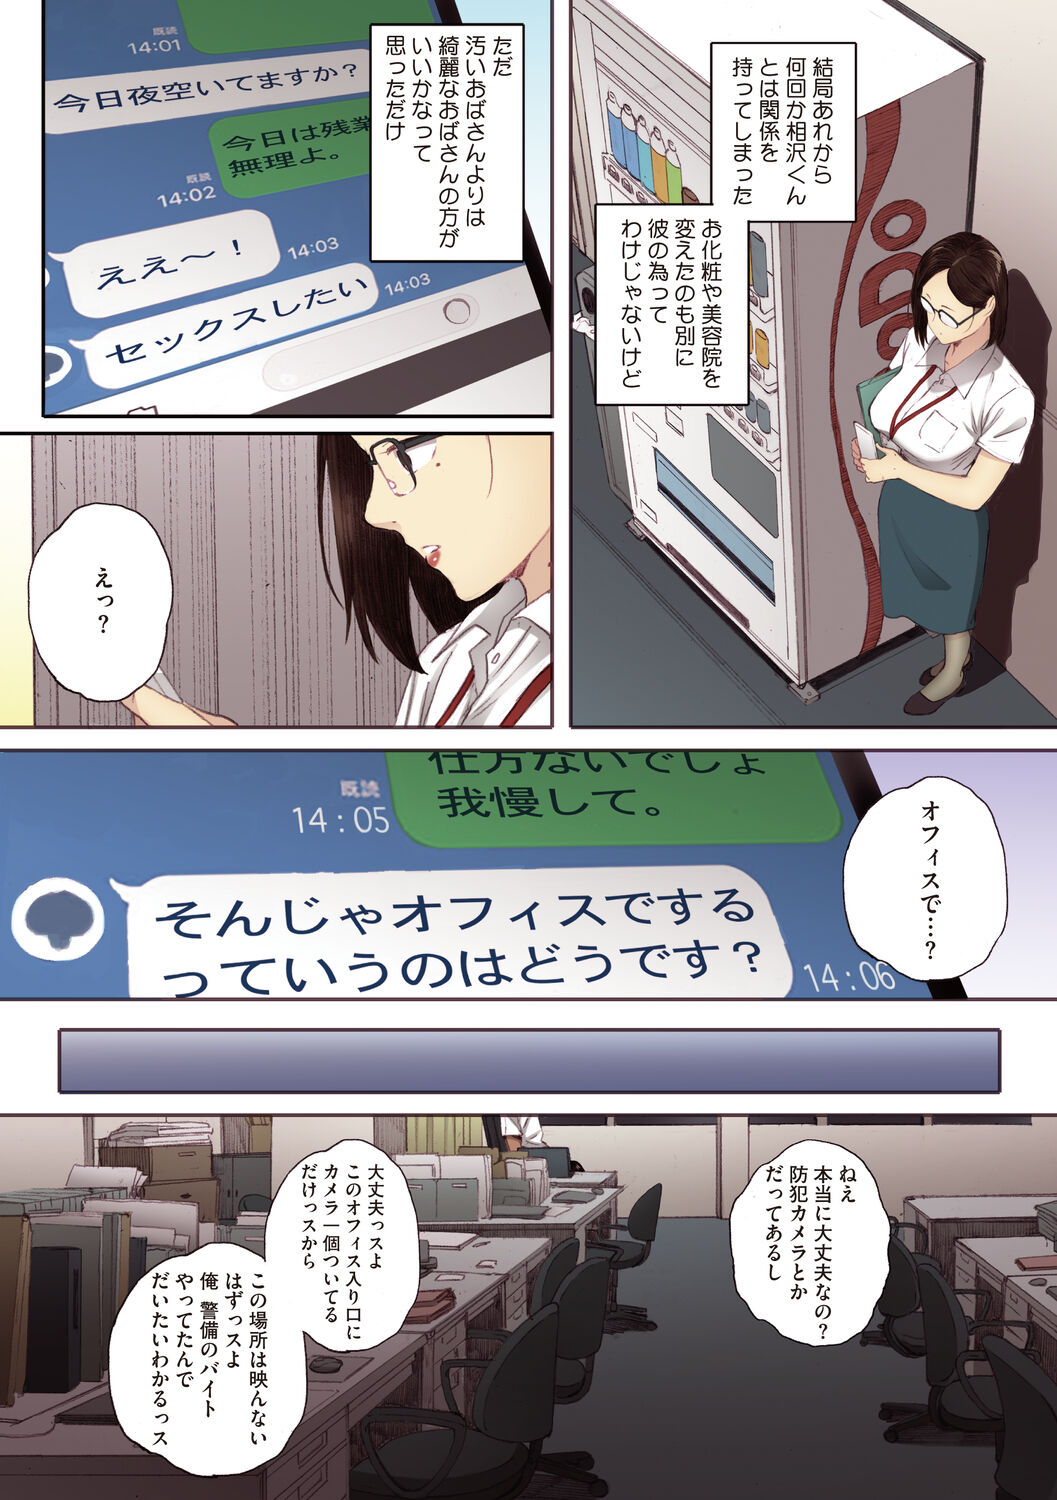 結局あれから
何回か相沢くん
とは関係を
持ってしまった
お化粧や美容院を
変えたのも別に
彼の為って
わけじゃないけど
ただ
汚いおばさんよりは
綺麗なおばさんの方が
いいかなって
思っただけ
既読
14:01
今日夜空いてますか？
今日は残業
無理よ。
既読
14:02
ええ〜！
14:03
セックスしたい
14:03
えっ？
仕方ないでしょ
我慢して。
既読
14:05
そんじゃオフィスでする
っていうのはどうです？
14:06
オフィスで…？
ねえ
本当に大丈夫なの？
防犯カメラとか
だってあるし
大丈夫っスよ
このオフィス入り口に
カメラ一個ついてる
だけっスから
この場所は映んない
はずっスよ
俺 警備のバイト
やってたんで
だいたいわかるっス